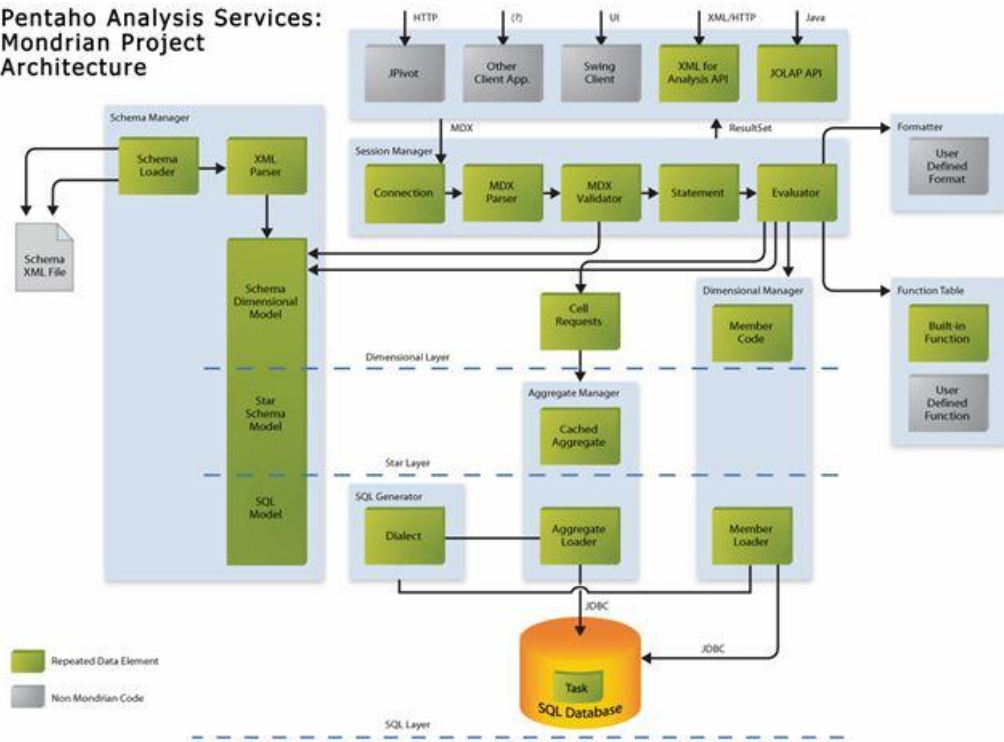 Pentaho Analysis Services:
Mondrian Project
Architecture
HTTP
(?)
UI
XML/HTTP
Java
JPivot
Other
Client App.
Swing
Client
XML for
Analysis API
JOLAP API
MDX
ResultSet
Schema Manager
Schema
Loader
XML
Parser
Schema
XML File
Schema
Dimensional
Model
Star
Schema
Model
SQL
Model
Session Manager
Connection
MDX
Parser
MDX
Validator
Statement
Evaluator
Formatter
User
Defined
Format
Cell
Requests
Dimensional Manager
Member
Code
Function Table
Built-in
Function
User
Defined
Function
Dimensional Layer
Aggregate Manager
Cached
Aggregate
Star Layer
SQL Generator
Dialect
Aggregate
Loader
Member
Loader
JDBC
JDBC
Task
SQL Database
Repeated Data Element
Non Mondrian Code
SQL Layer